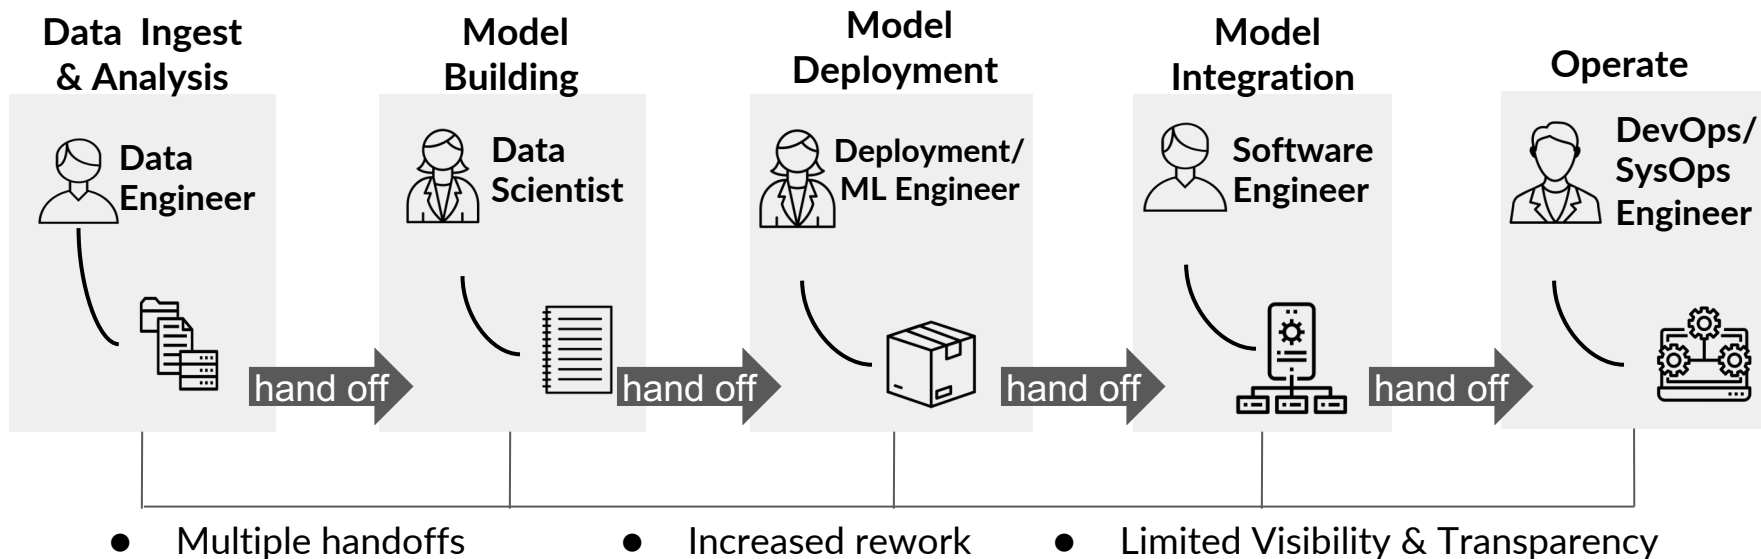 Data Ingest
& Analysis
Model
Building
Model
Deployment
Model
Integration
Operate
Data
Engineer
Data
Scientist
Deployment/
ML Engineer
Software
Engineer
DevOps/
SysOps
Engineer
hand off
hand off
hand off
hand off
● Multiple handoffs
● Increased rework
● Limited Visibility & Transparency